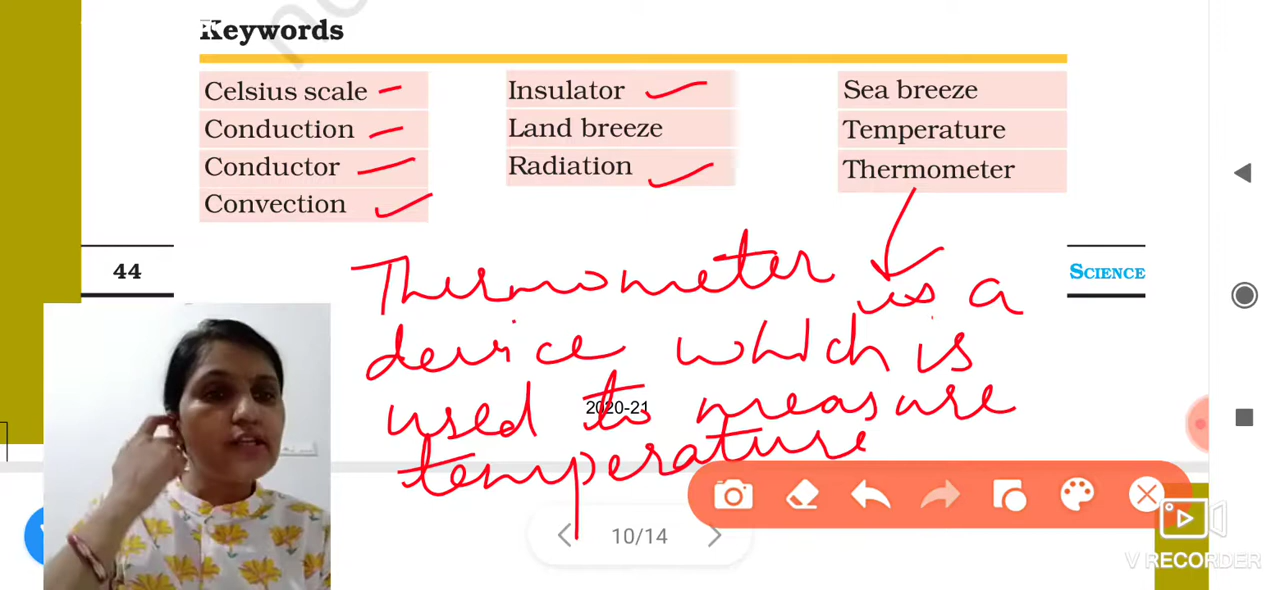 Keywords
Celsius scale
Conduction
Conductor
Convection
Insulator
Land breeze
Radiation
Sea breeze
Temperature
Thermometer
44
SCIENCE
Thermometer is a
device which is
used to measure
temperature
2020-21
10/14
V RECORDER